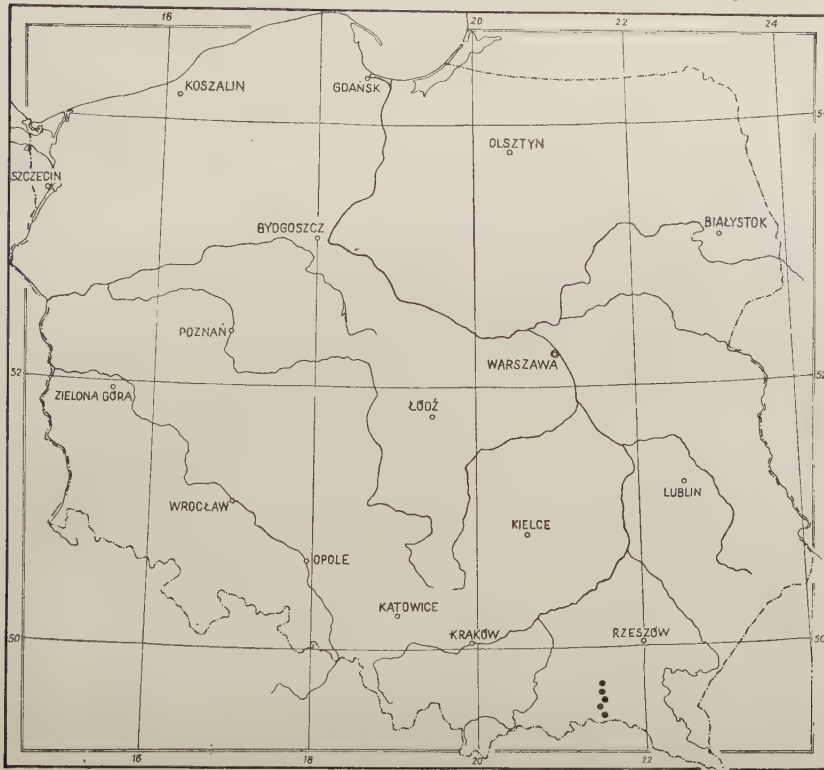 16
20
22
24
KOSZALIN
GDAŃSK
54
OLSZTYN
SZCZECIN
BYDGOSZCZ
BIAŁYSTOK
POZNAŃ
WARSZAWA
52
52
ZIELONA GÓRA
ŁÓDŹ
LUBLIN
WROCŁAW
KIELCE
OPOLE
KATOWICE
KRAKÓW
RZESZÓW
50
50
16
18
20
22